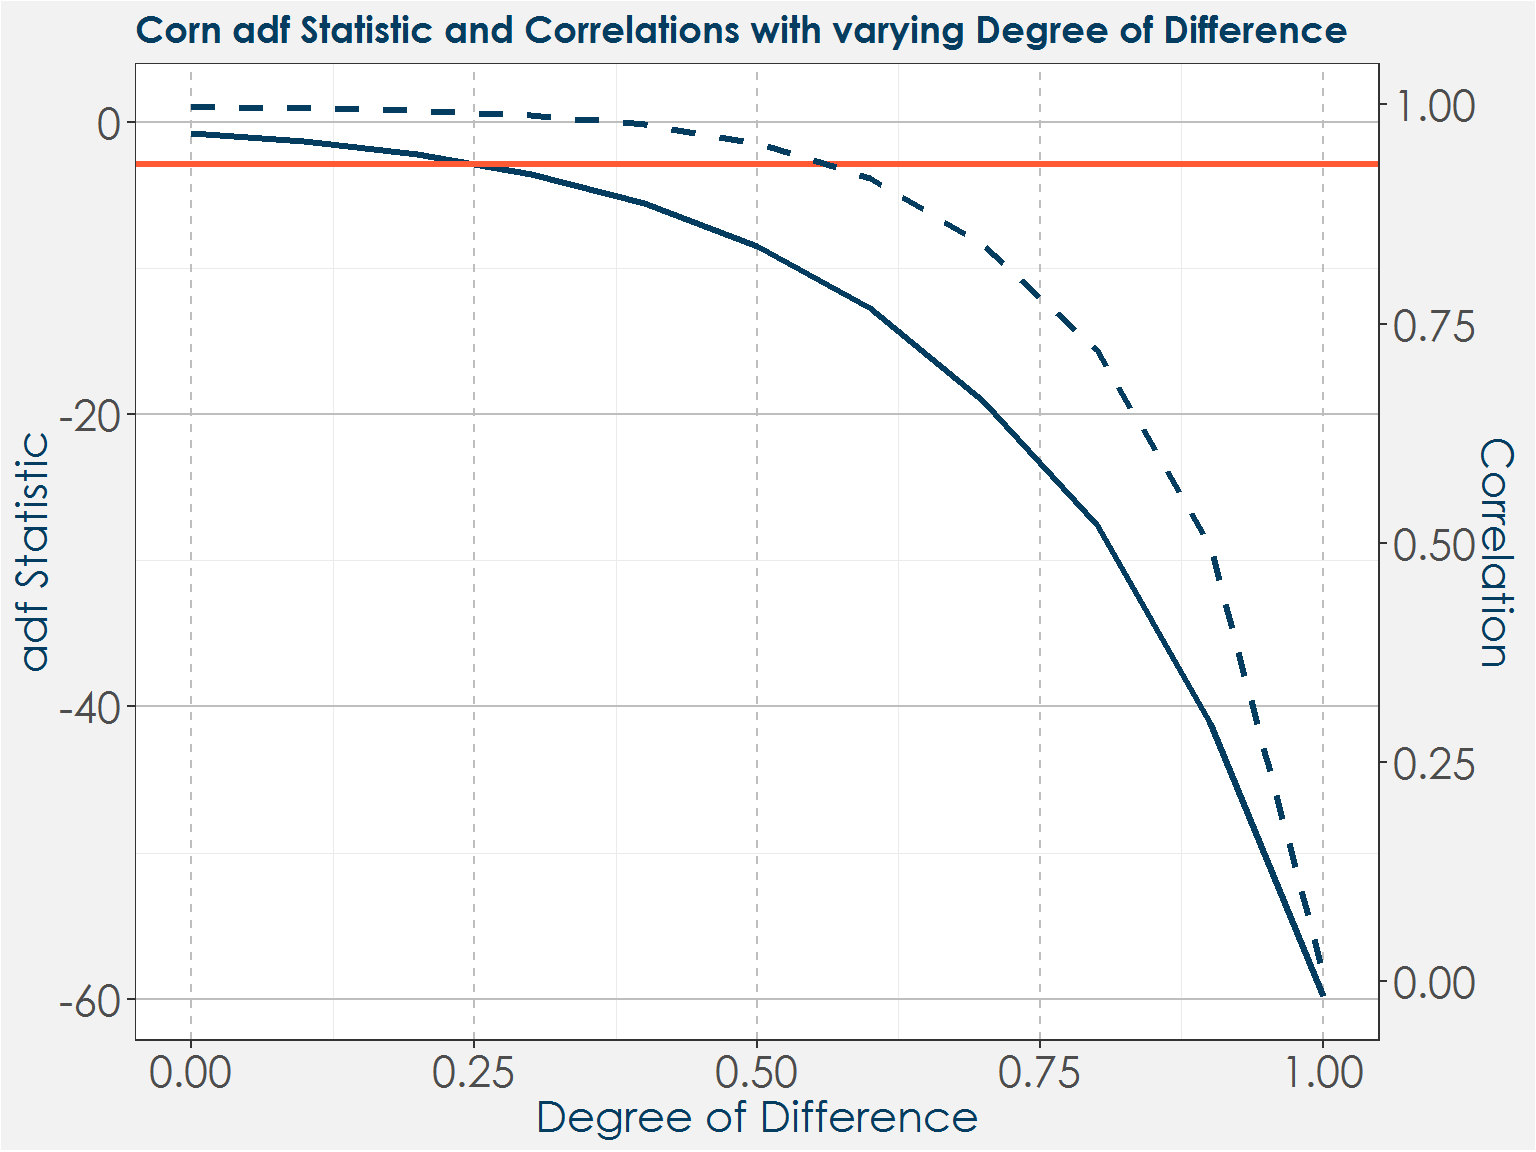 Corn adf Statistic and Correlations with varying Degree of Difference
0
-20
-40
-60
adf Statistic
1.00
0.75
0.50
0.25
0.00
Correlation
0.00 0.25 0.50 0.75 1.00
Degree of Difference